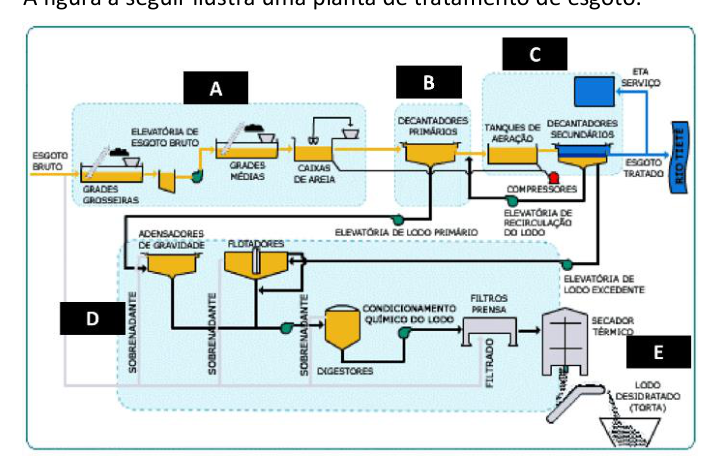 A figura a seguir ilustra uma planta de tratamento de esgoto.
A
B
C
ETA
SERVIÇO
ELEVATÓRIA DE
ESGOTO BRUTO
DECANTADORES
PRIMÁRIOS
TANQUES DE
AERAÇÃO
DECANTADORES
SECUNDÁRIOS
ESGOTO
BRUTO
GRADES
GROSSEIRAS
GRADES
MÉDIAS
CAIXAS
DE AREIA
COMPRESSORES
ESGOTO
TRATADO
RIO TIETÊ
ELEVATÓRIA DE LODO PRIMÁRIO
ELEVATÓRIA DE
RECIRCULAÇÃO
DO LODO
ADENSADORES
DE GRAVIDADE
FLOTADORES
ELEVATÓRIA DE
LODO EXCEDENTE
D
SOBRENADANTE
SOBRENADANTE
SOBRENADANTE
CONDICIONAMENTO
QUÍMICO DO LODO
DIGESTORES
FILTROS
PRENSA
FILTRADO
SECADOR
TÉRMICO
E
LODO
DESIDRATADO
(TORTA)